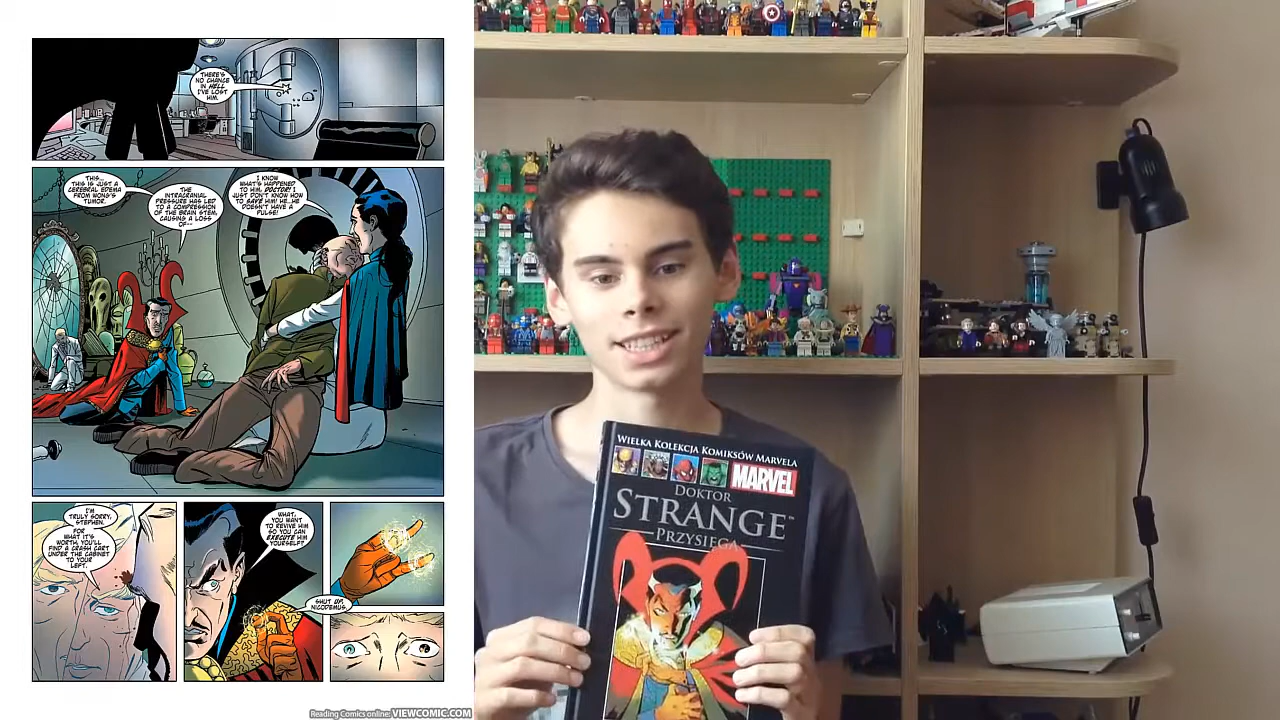 THERE'S
NO CHANCE
IN HELL
I'VE LOST
HIM.
THIS...
THIS IS JUST A
CEREBRAL EDEMA
FROM WONG'S
TUMOR.
THE
INTRACRANIAL
PRESSURE HAS LED
TO A COMPRESSION
OF THE BRAIN STEM,
CAUSING A LOSS
OF--
I KNOW
WHAT'S HAPPENED
TO HIM, DOCTOR! I
JUST DON'T KNOW HOW
TO SAVE HIM! HE...HE
DOESN'T HAVE A
PULSE!
I'M
TRULY SORRY,
STEPHEN.
FOR
WHAT IT'S
WORTH, YOU'LL
FIND A CRASH CART
UNDER THE CABINET
TO YOUR
LEFT.
WHAT,
YOU WANT
TO REVIVE HIM
SO YOU CAN
EXECUTE HIM
YOURSELF?
SHUT UP,
NICODEMUS.
Reading Comics online: VIEWCOMIC.COM
WIELKA KOLEKCJA KOMIKSÓW MARVELA
MARVEL
DOKTOR
STRANGE™
PRZYSIĘGA